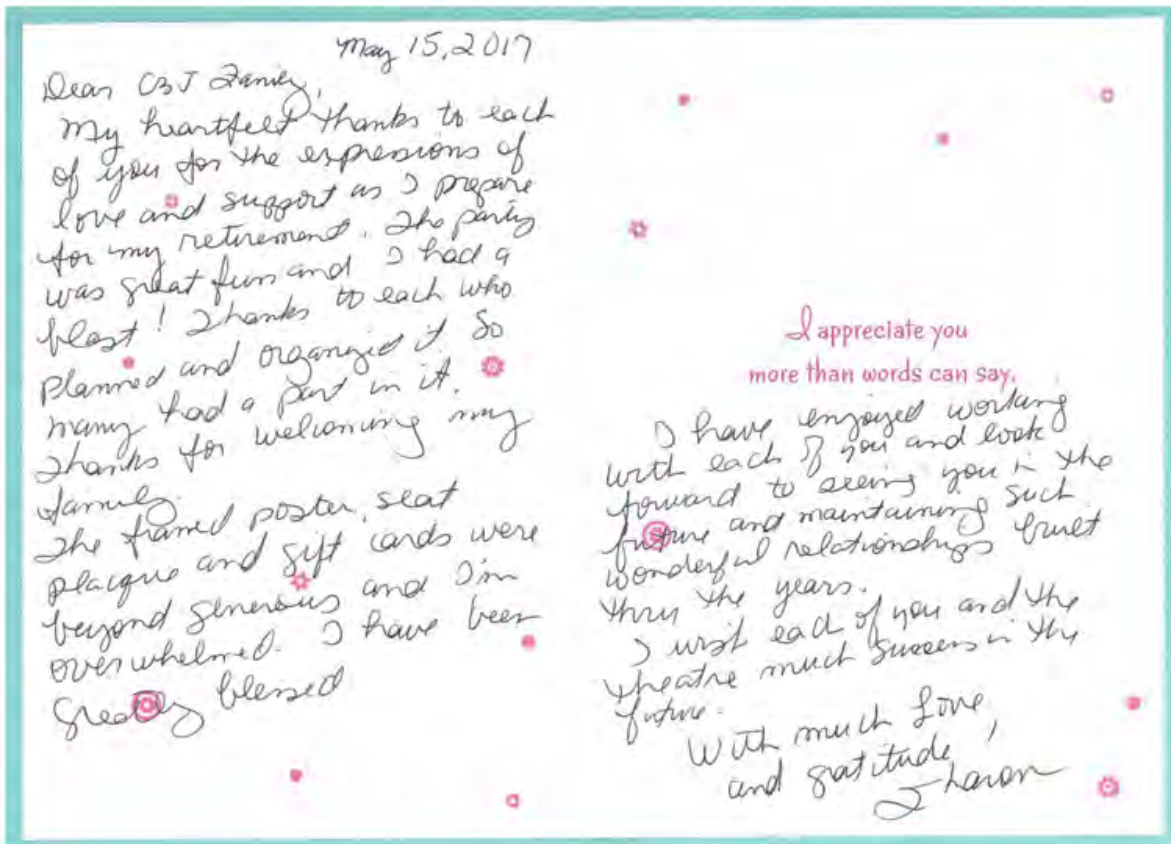 May 15, 2017
Dear CBT Family,
My heartfelt thanks to each
of you for the expressions of
love and support as I prepare
for my retirement. The party
was great fun and I had a
blast! Thanks to each who
planned and organized it. So
many had a part in it.
Thanks for welcoming my
family.
The framed poster, seat
placque and gift cards were
beyond generous and I'm
overwhelmed. I have been
greatly blessed
I appreciate you
more than words can say.
I have enjoyed working
with each of you and look
forward to seeing you in the
future and maintaining such
wonderful relationships built
thru the years.
I wish each of you and the
theatre much success in the
future.
With much love,
and gratitude
Sharon